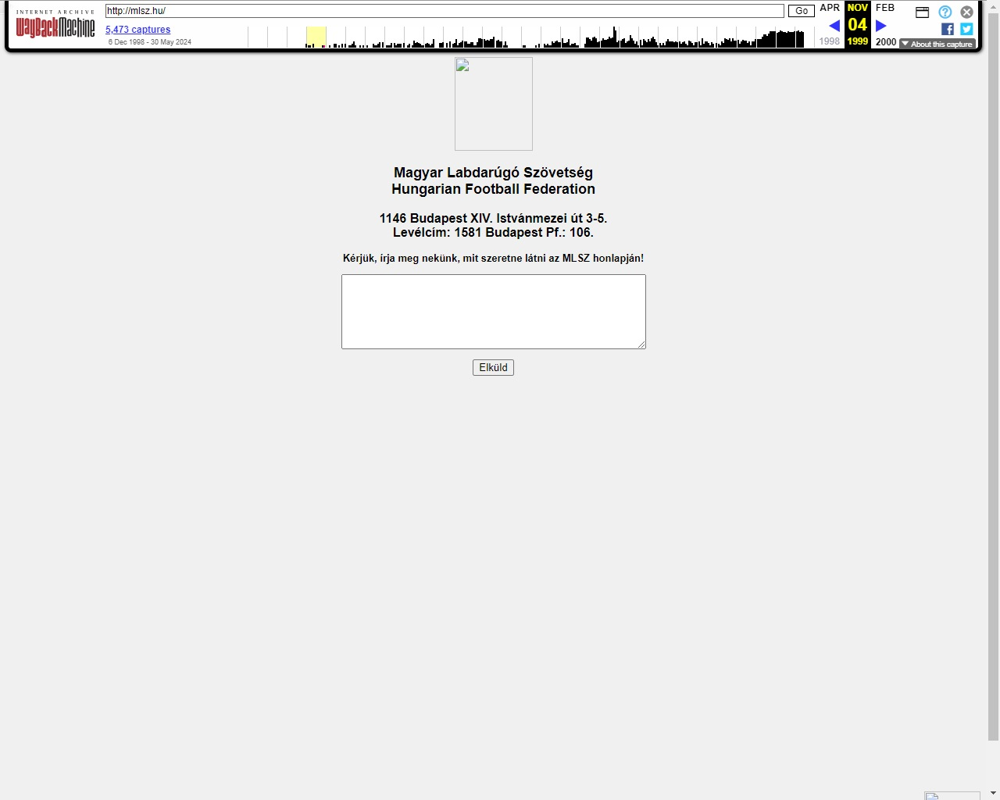 INTERNET ARCHIVE
WayBackMachine
http://mlsz.hu/
Go
5,473 captures
6 Dec 1998 - 30 May 2024
APR NOV FEB
04
1998 1999 2000
About this capture
Magyar Labdarúgó Szövetség
Hungarian Football Federation
1146 Budapest XIV. Istvánmezei út 3-5.
Levélcím: 1581 Budapest Pf.: 106.
Kérjük, írja meg nekünk, mit szeretne látni az MLSZ honlapján!
Elküld